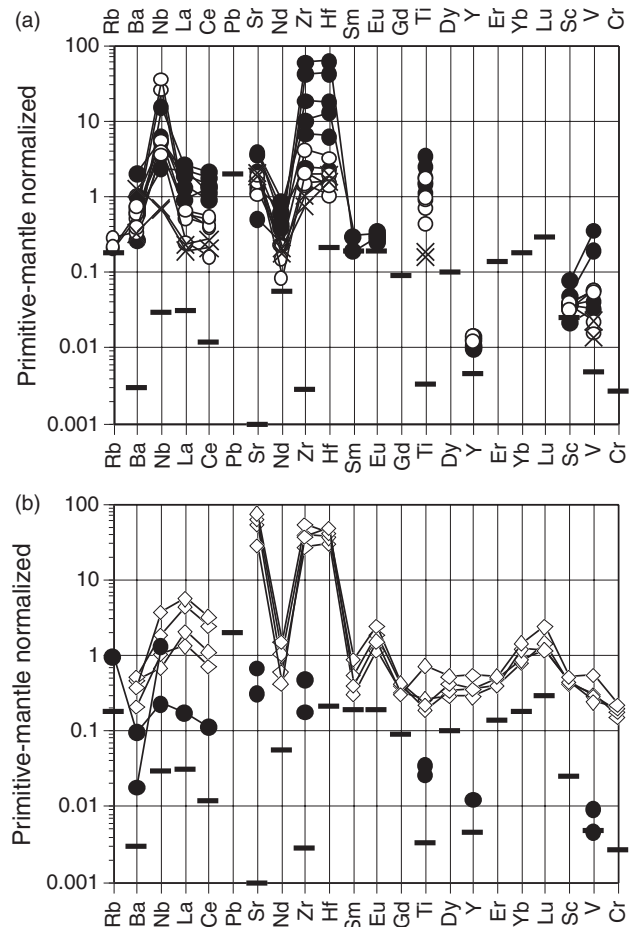 (a)
Rb Ba Nb La Ce Pb Sr Nd Zr Hf Sm Eu Gd Ti Dy Y Er Yb Lu Sc V Cr
Primitive-mantle normalized
100
10
1
0.1
0.01
0.001
Rb Ba Nb La Ce Pb Sr Nd Zr Hf Sm Eu Gd Ti Dy Y Er Yb Lu Sc V Cr
(b)
Primitive-mantle normalized
100
10
1
0.1
0.01
0.001
Rb Ba Nb La Ce Pb Sr Nd Zr Hf Sm Eu Gd Ti Dy Y Er Yb Lu Sc V Cr